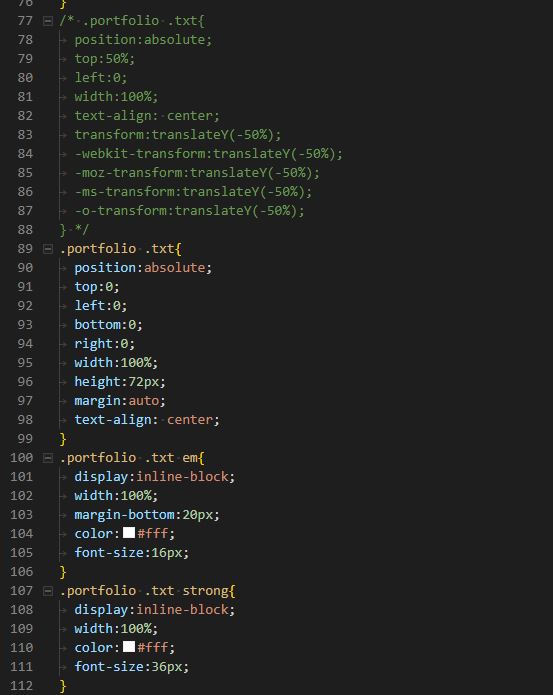 76 }
77 /* .portfolio .txt{
78 position:absolute;
79 top:50%;
80 left:0;
81 width:100%;
82 text-align: center;
83 transform:translateY(-50%);
84 -webkit-transform:translateY(-50%);
85 -moz-transform:translateY(-50%);
86 -ms-transform:translateY(-50%);
87 -o-transform:translateY(-50%);
88 } */
89 .portfolio .txt{
90 position:absolute;
91 top:0;
92 left:0;
93 bottom:0;
94 right:0;
95 width:100%;
96 height:72px;
97 margin:auto;
98 text-align: center;
99 }
100 .portfolio .txt em{
101 display:inline-block;
102 width:100%;
103 margin-bottom:20px;
104 color:#fff;
105 font-size:16px;
106 }
107 .portfolio .txt strong{
108 display:inline-block;
109 width:100%;
110 color:#fff;
111 font-size:36px;
112 }